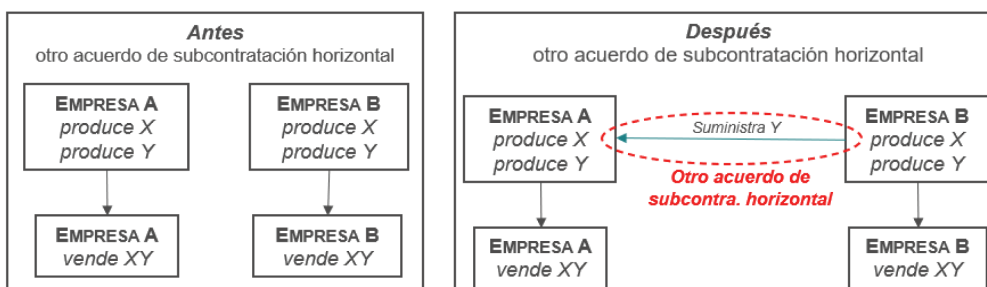 Antes
otro acuerdo de subcontratación horizontal
EMPRESA A
produce X
produce Y
EMPRESA B
produce X
produce Y
EMPRESA A
vende XY
EMPRESA B
vende XY
Después
otro acuerdo de subcontratación horizontal
EMPRESA A
produce X
produce Y
Suministra Y
EMPRESA B
produce X
produce Y
Otro acuerdo de
subcontra. horizontal
EMPRESA A
vende XY
EMPRESA B
vende XY